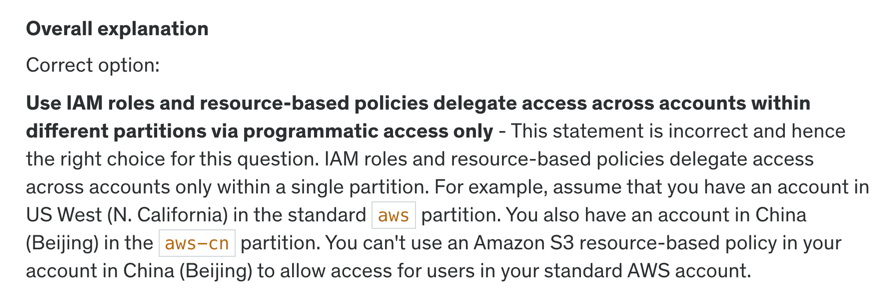 Overall explanation
Correct option:
Use IAM roles and resource-based policies delegate access across accounts within
different partitions via programmatic access only - This statement is incorrect and hence
the right choice for this question. IAM roles and resource-based policies delegate access
across accounts only within a single partition. For example, assume that you have an account in
US West (N. California) in the standard aws partition. You also have an account in China
(Beijing) in the aws-cn partition. You can't use an Amazon S3 resource-based policy in your
account in China (Beijing) to allow access for users in your standard AWS account.